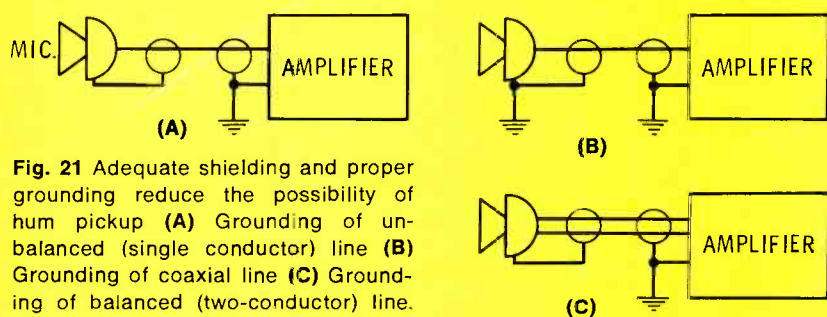 MIC.
AMPLIFIER
(A)
AMPLIFIER
(B)
Fig. 21 Adequate shielding and proper
grounding reduce the possibility of
hum pickup (A) Grounding of un-
balanced (single conductor) line (B)
Grounding of coaxial line (C) Ground-
ing of balanced (two-conductor) line.
AMPLIFIER
(C)